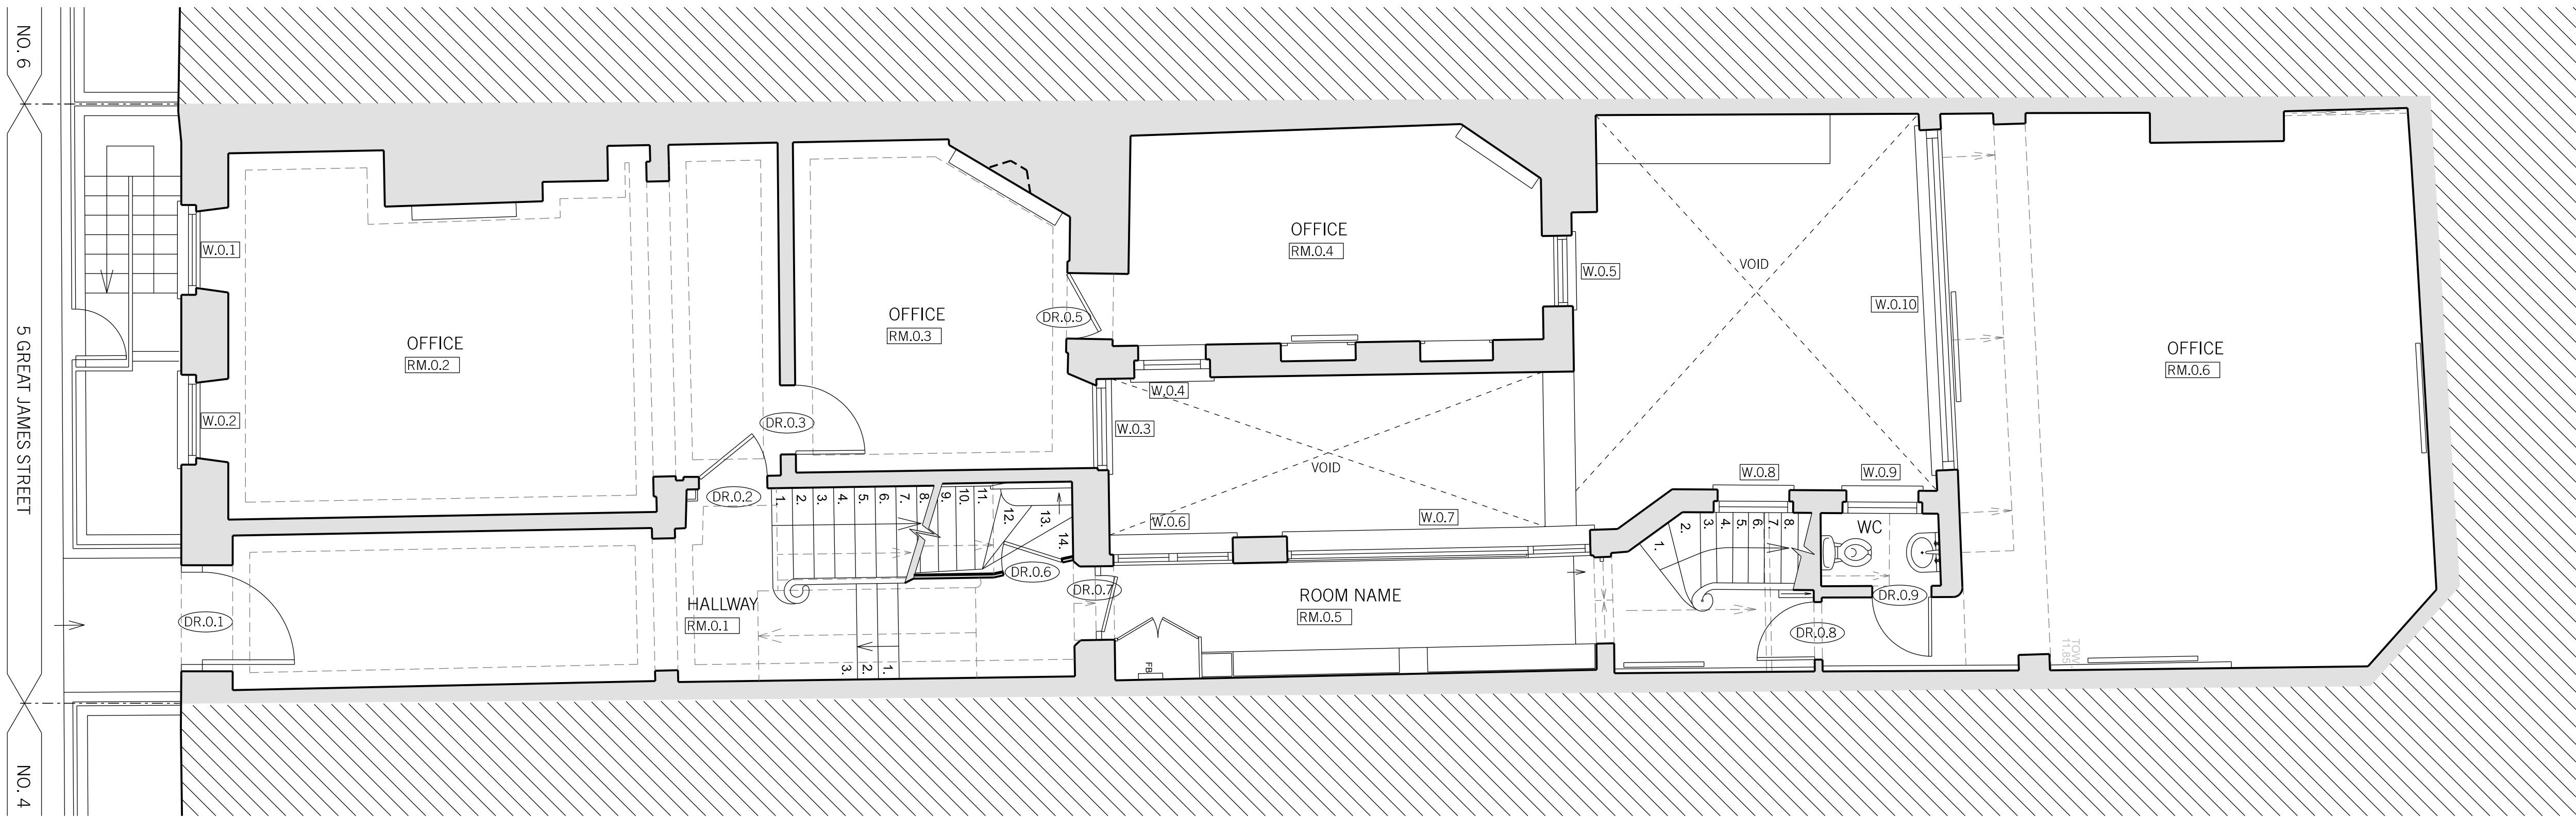 NO. 6
5 GREAT JAMES STREET
NO. 4
W.0.1
W.0.2
OFFICE
RM.0.2
DR.0.1
HALLWAY
RM.0.1
DR.0.2
DR.0.3
OFFICE
RM.0.3
1.
2.
3.
4.
5.
6.
7.
8.
9.
10.
11.
12.
13.
14.
3.
2.
1.
DR.0.5
DR.0.6
DR.0.7
OFFICE
RM.0.4
W.0.3
W.0.4
VOID
W.0.6
W.0.7
ROOM NAME
RM.0.5
FB
W.0.5
VOID
W.0.10
W.0.8
W.0.9
1.
2.
3.
4.
5.
6.
7.
8.
WC
DR.0.9
DR.0.8
OFFICE
RM.0.6
TOW
11.85